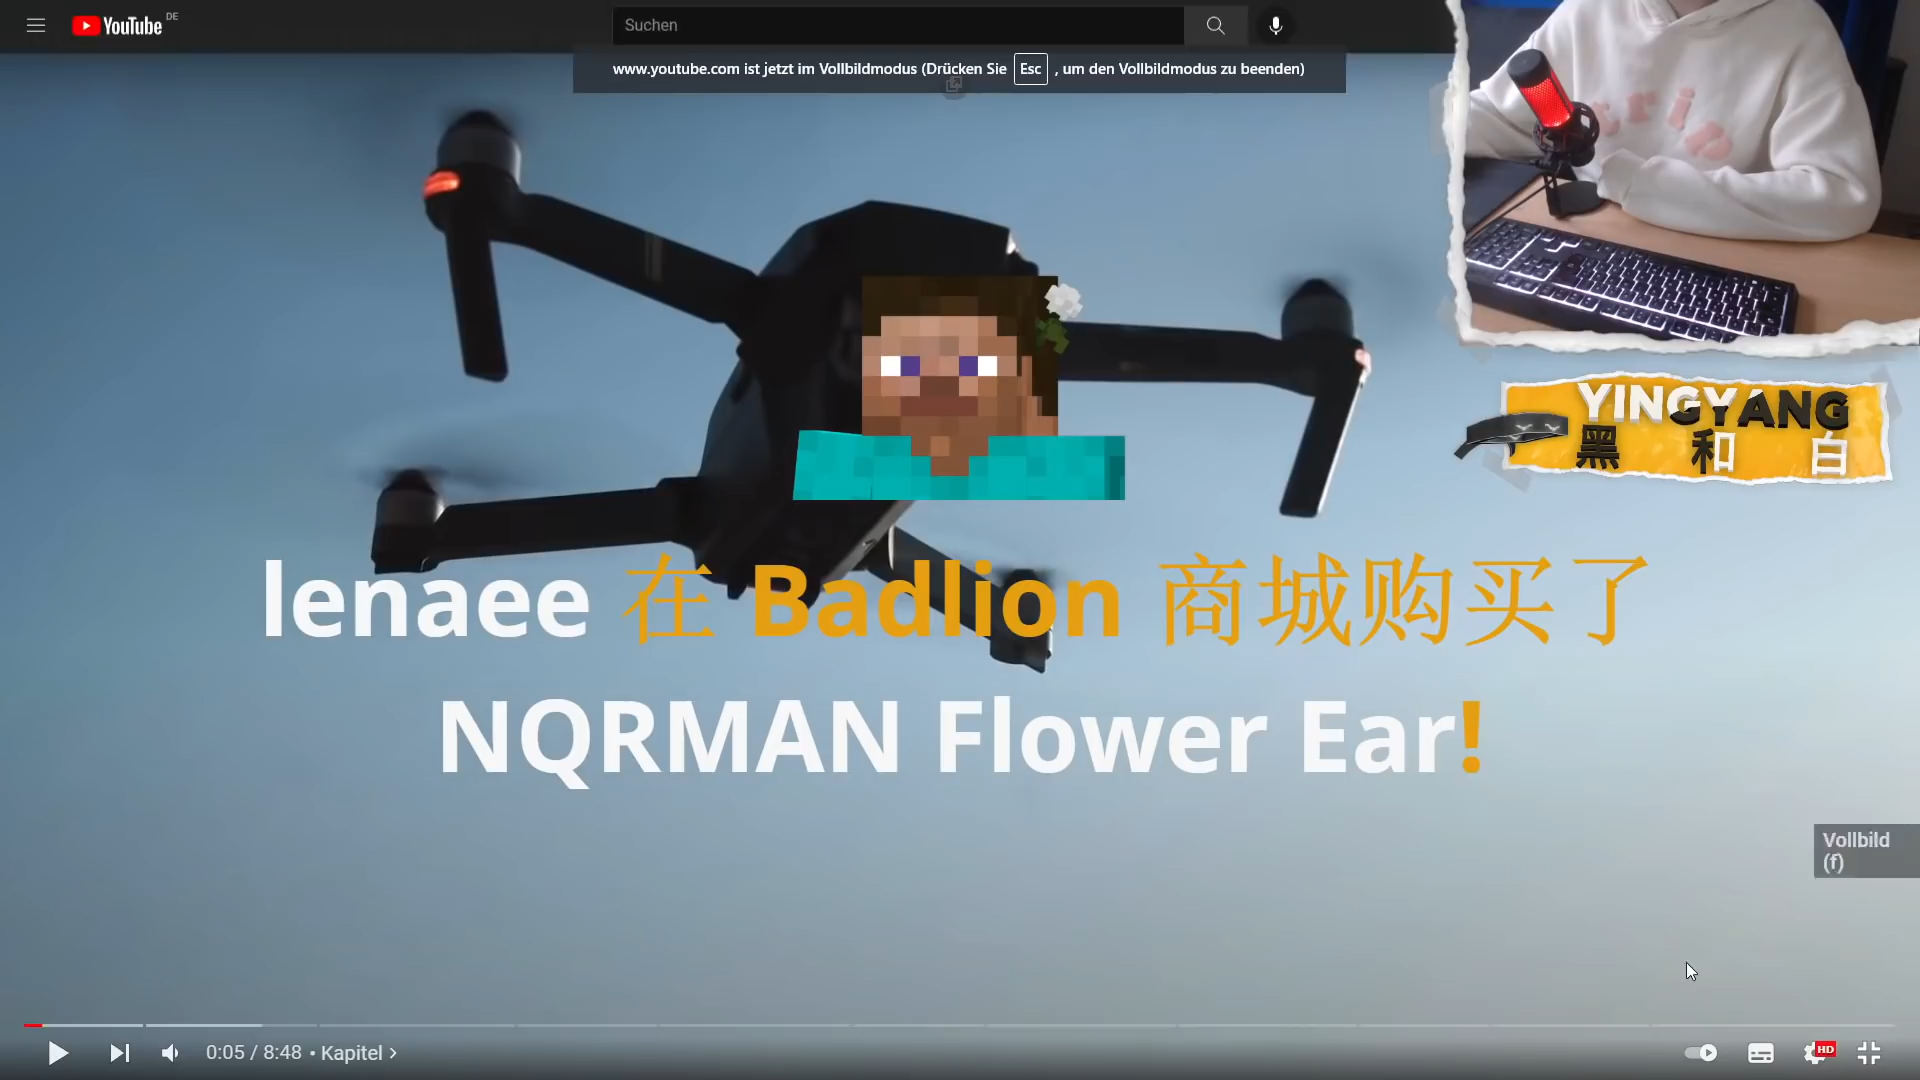 YouTube DE
Suchen
www.youtube.com ist jetzt im Vollbildmodus (Drücken Sie Esc , um den Vollbildmodus zu beenden)
YINGYANG
黑 和 白
lenaee 在 Badlion 商城购买了
NQRMAN Flower Ear!
Vollbild
(f)
0:05 / 8:48 • Kapitel >
HD